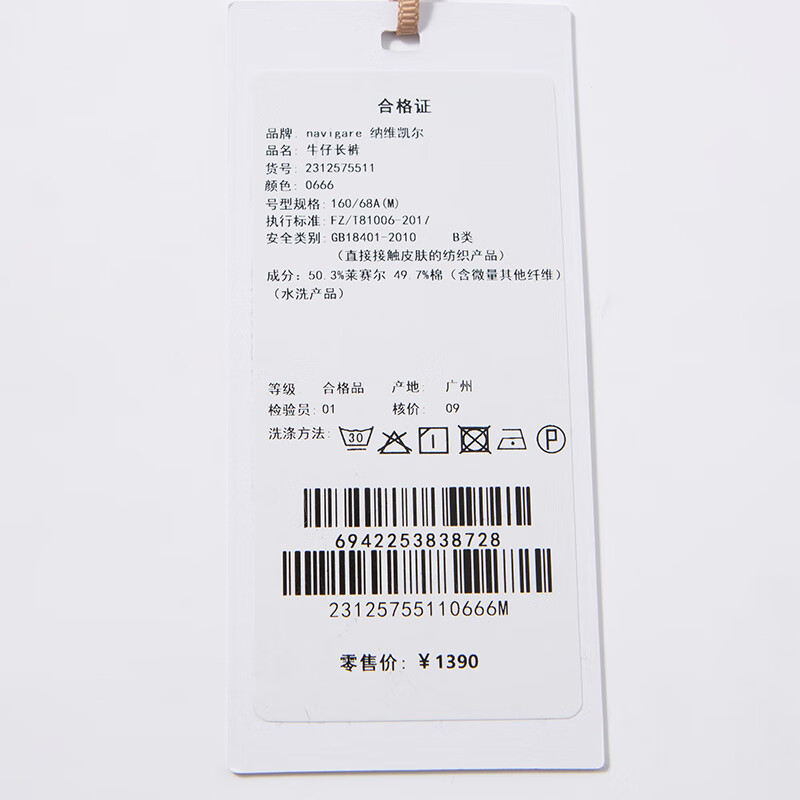 合格证
品牌: navigare 纳维凯尔
品名: 牛仔长裤
货号: 2312575511
颜色: 0666
号型规格: 160/68A(M)
执行标准: FZ/T81006-2017
安全类别: GB18401-2010 B类
（直接接触皮肤的纺织产品）
成分: 50.3%莱赛尔 49.7%棉（含微量其他纤维）
（水洗产品）
等级 合格品 产地: 广州
检验员: 01 核价: 09
洗涤方法: 30 P
6942253838728
23125755110666M
零售价: ¥1390